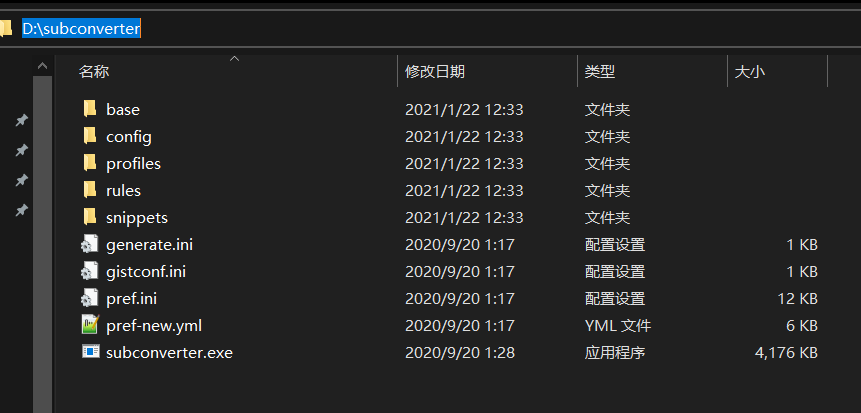 D:\subconverter
名称 修改日期 类型 大小
base 2021/1/22 12:33 文件夹
config 2021/1/22 12:33 文件夹
profiles 2021/1/22 12:33 文件夹
rules 2021/1/22 12:33 文件夹
snippets 2021/1/22 12:33 文件夹
generate.ini 2020/9/20 1:17 配置设置 1 KB
gistconf.ini 2020/9/20 1:17 配置设置 1 KB
pref.ini 2020/9/20 1:17 配置设置 12 KB
pref-new.yml 2020/9/20 1:17 YML 文件 6 KB
subconverter.exe 2020/9/20 1:28 应用程序 4,176 KB